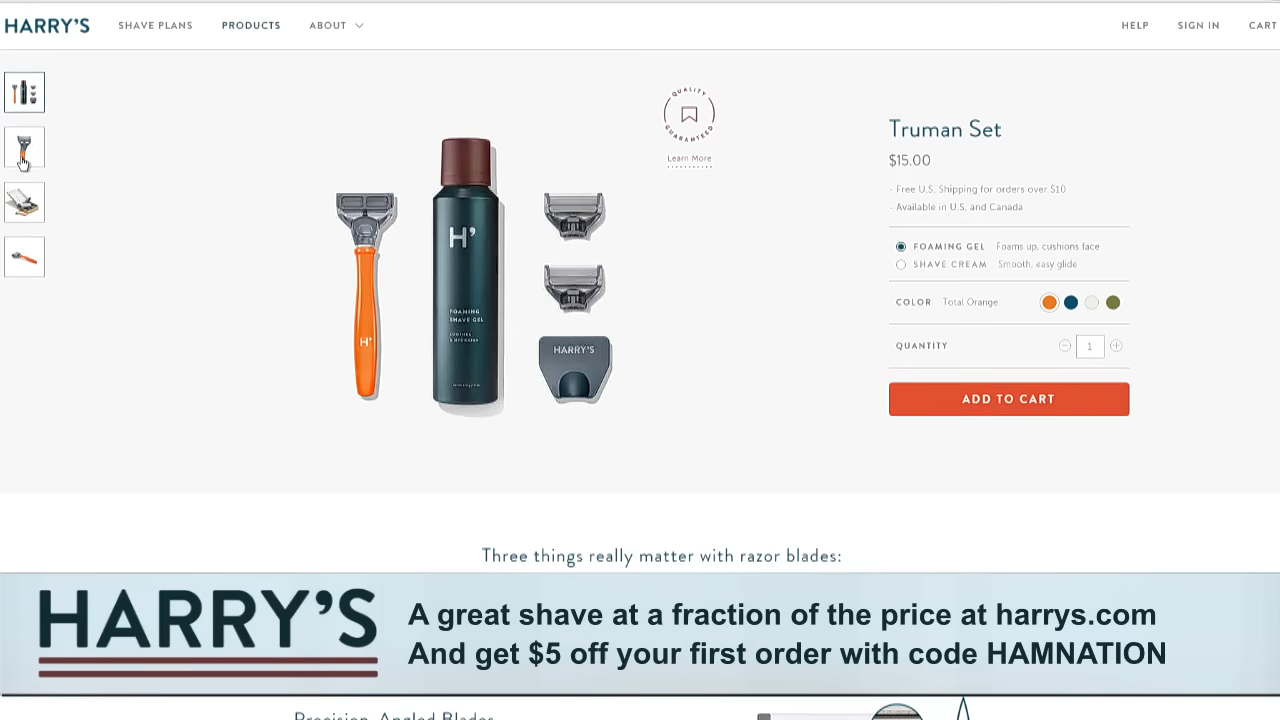 HARRY'S SHAVE PLANS PRODUCTS ABOUT HELP SIGN IN CART
QUALITY GUARANTEED
Learn More
H'
FOAMING
SHAVE GEL
H'
HARRY'S
Truman Set
$15.00
- Free U.S. Shipping for orders over $10
- Available in U.S. and Canada
FOAMING GEL Foams up, cushions face
SHAVE CREAM Smooth, easy glide
COLOR Total Orange
QUANTITY 1
ADD TO CART
Three things really matter with razor blades:
HARRY'S
A great shave at a fraction of the price at harrys.com
And get $5 off your first order with code HAMNATION
Precision-Angled Blades